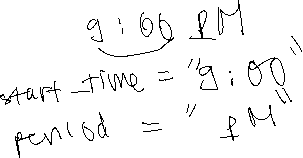 9:00 PM
start_time = "9:00"
period = "PM"